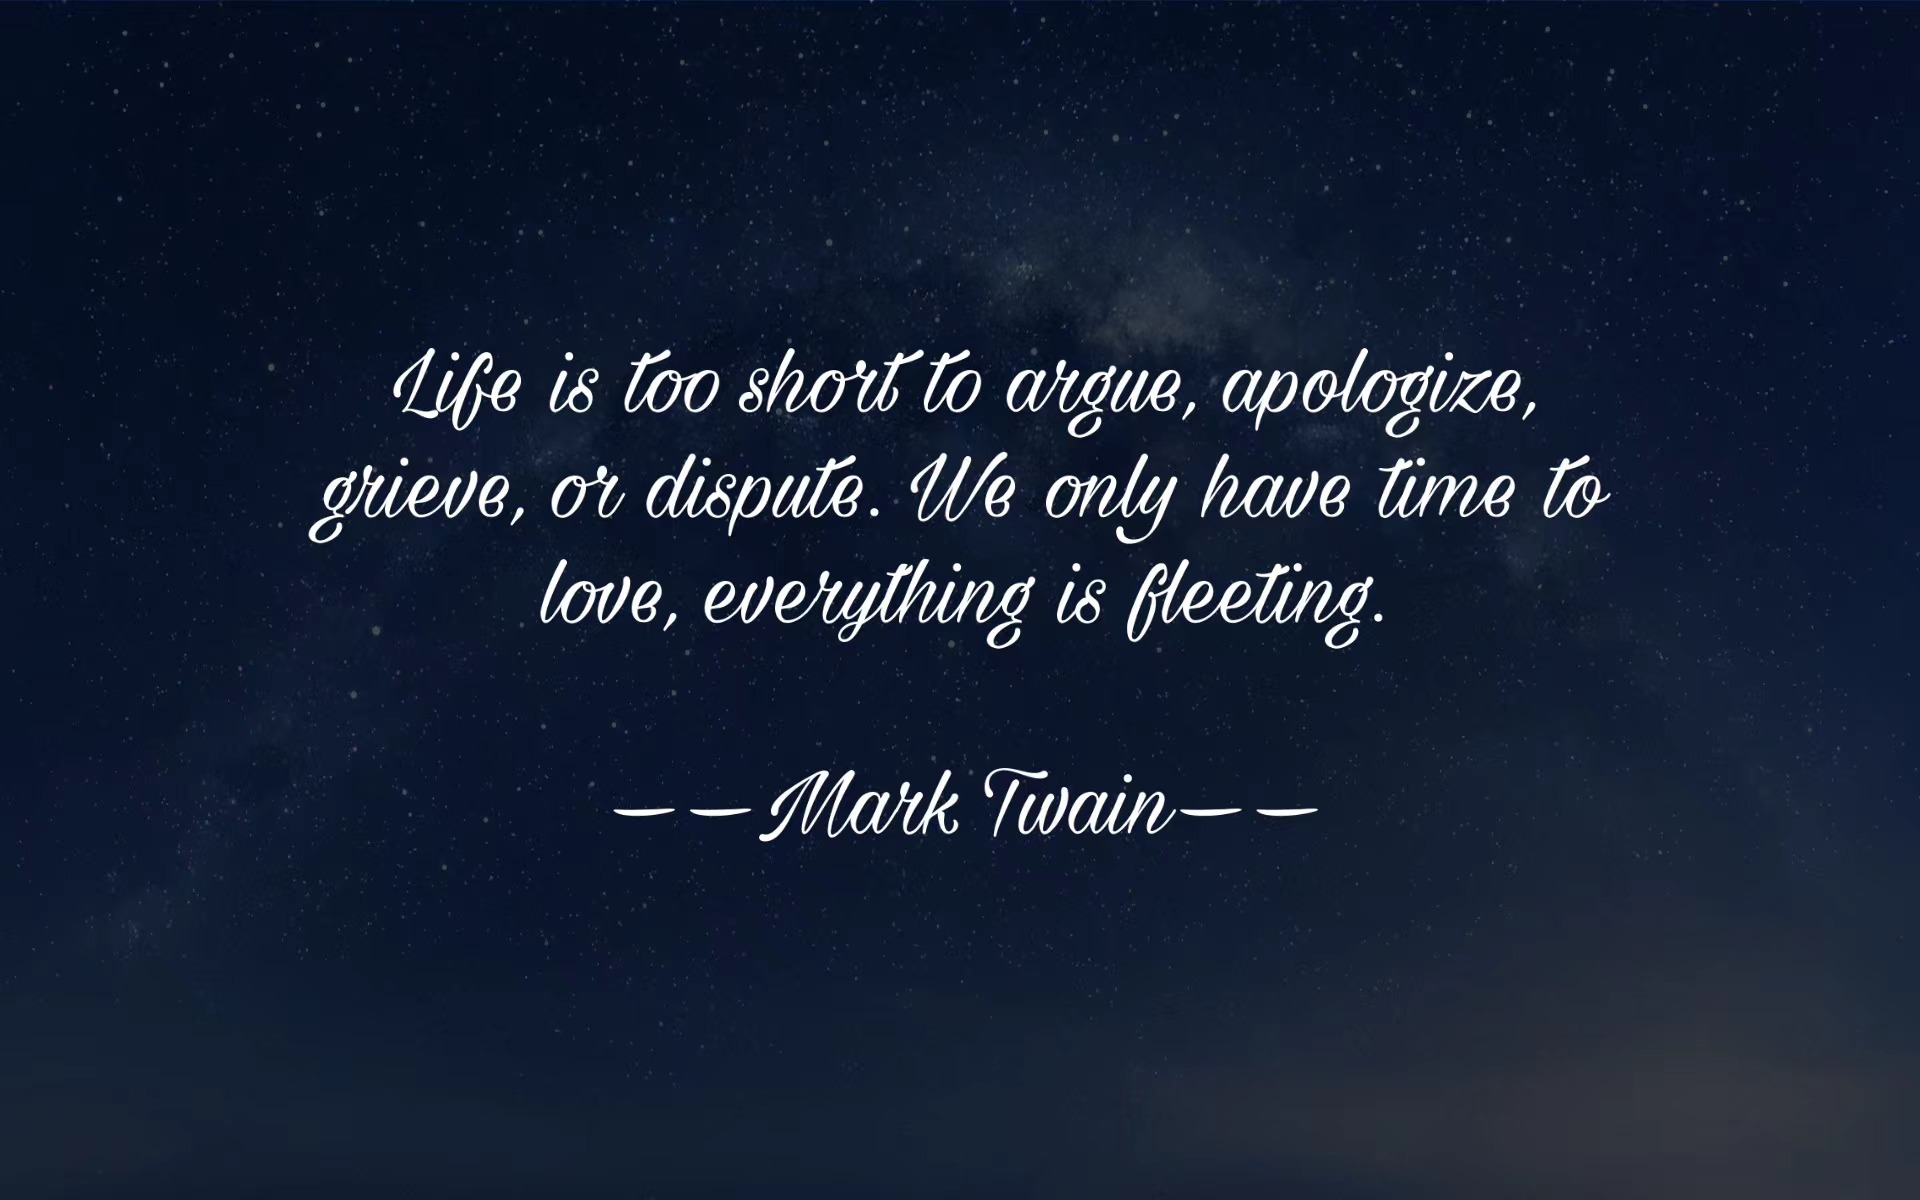 Life is too short to argue, apologize,
grieve, or dispute. We only have time to
love, everything is fleeting.
——Mark Twain——